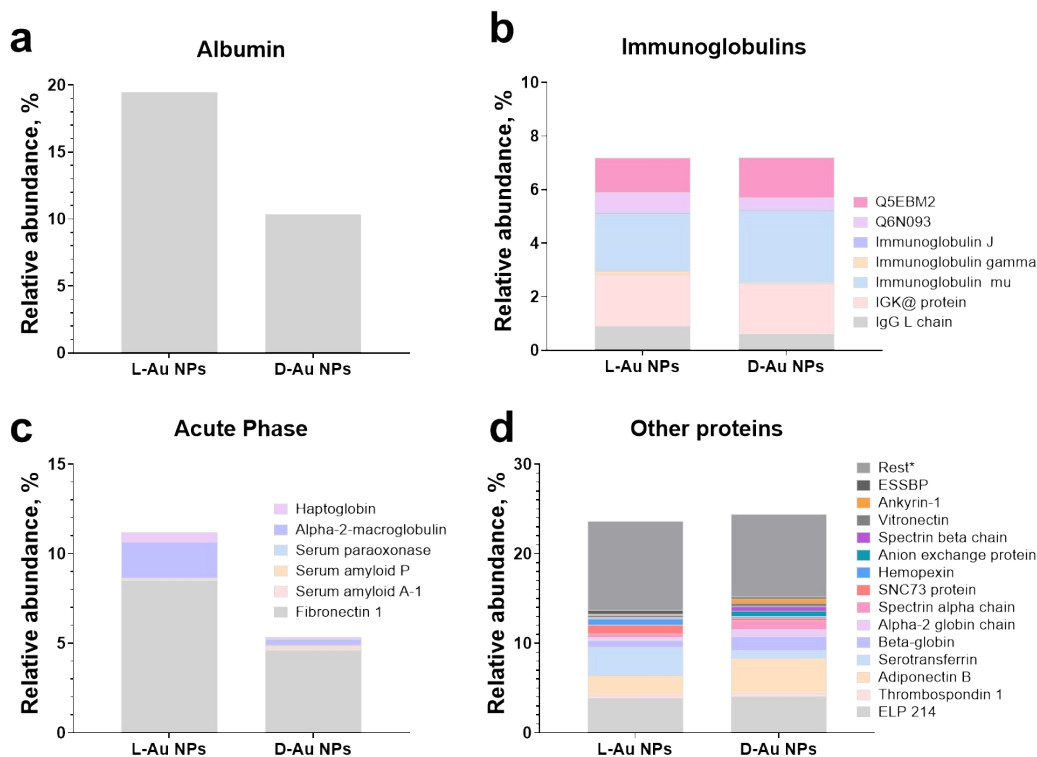 a
Albumin
Relative abundance, %
20
15
10
5
0
L-Au NPs
D-Au NPs
b
Immunoglobulins
Relative abundance, %
10
8
6
4
2
0
L-Au NPs
D-Au NPs
Q5EBM2
Q6N093
Immunoglobulin J
Immunoglobulin gamma
Immunoglobulin mu
IGK@ protein
IgG L chain
c
Acute Phase
Relative abundance, %
15
10
5
0
L-Au NPs
D-Au NPs
Haptoglobin
Alpha-2-macroglobulin
Serum paraoxonase
Serum amyloid P
Serum amyloid A-1
Fibronectin 1
d
Other proteins
Relative abundance, %
30
20
10
0
L-Au NPs
D-Au NPs
Rest*
ESSBP
Ankyrin-1
Vitronectin
Spectrin beta chain
Anion exchange protein
Hemopexin
SNC73 protein
Spectrin alpha chain
Alpha-2 globin chain
Beta-globin
Serotransferrin
Adiponectin B
Thrombospondin 1
ELP 214